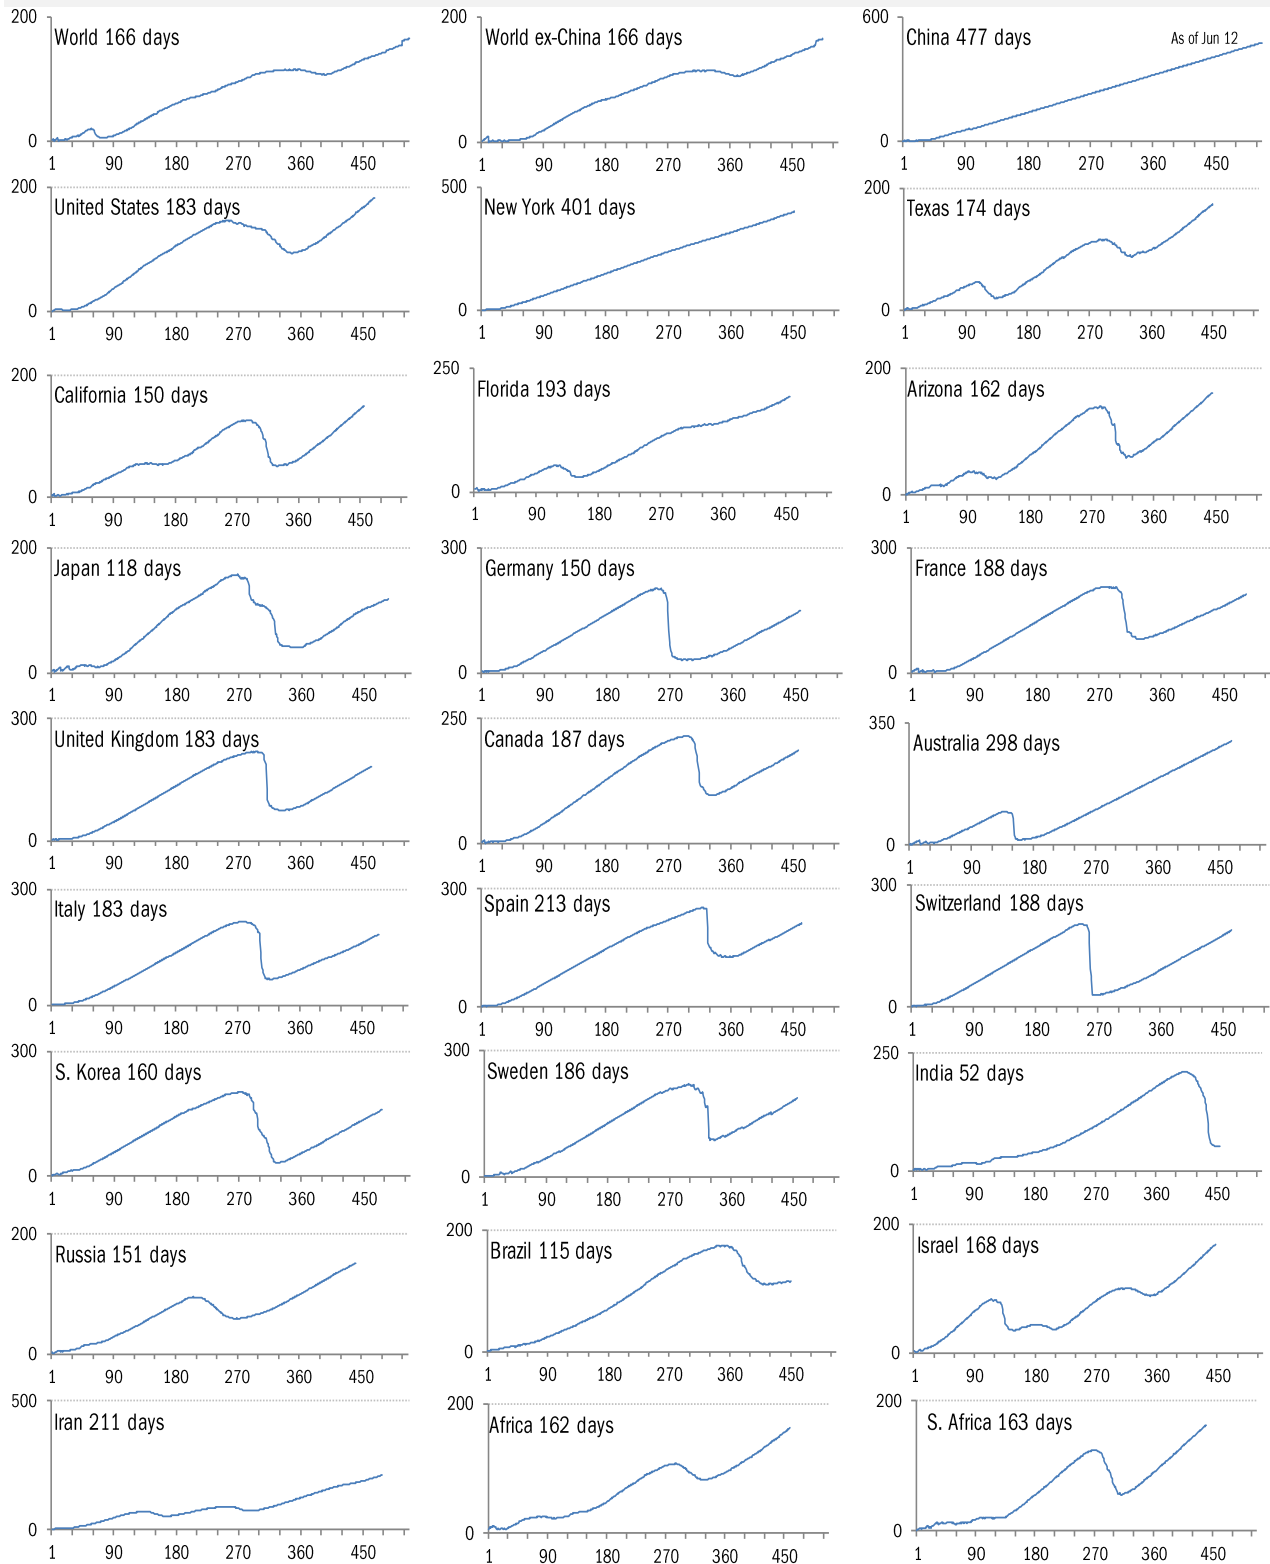 200
World 166 days
0
1 90 180 270 360 450
200
World ex-China 166 days
0
1 90 180 270 360 450
600
China 477 days
As of Jun 12
0
1 90 180 270 360 450
200
United States 183 days
0
1 90 180 270 360 450
500
New York 401 days
0
1 90 180 270 360 450
200
Texas 174 days
0
1 90 180 270 360 450
200
California 150 days
0
1 90 180 270 360 450
250
Florida 193 days
0
1 90 180 270 360 450
200
Arizona 162 days
0
1 90 180 270 360 450
200
Japan 118 days
0
1 90 180 270 360 450
300
Germany 150 days
0
1 90 180 270 360 450
300
France 188 days
0
1 90 180 270 360 450
300
United Kingdom 183 days
0
1 90 180 270 360 450
250
Canada 187 days
0
1 90 180 270 360 450
350
Australia 298 days
0
1 90 180 270 360 450
300
Italy 183 days
0
1 90 180 270 360 450
300
Spain 213 days
0
1 90 180 270 360 450
300
Switzerland 188 days
0
1 90 180 270 360 450
300
S. Korea 160 days
0
1 90 180 270 360 450
300
Sweden 186 days
0
1 90 180 270 360 450
250
India 52 days
0
1 90 180 270 360 450
200
Russia 151 days
0
1 90 180 270 360 450
200
Brazil 115 days
0
1 90 180 270 360 450
200
Israel 168 days
0
1 90 180 270 360 450
500
Iran 211 days
0
1 90 180 270 360 450
200
Africa 162 days
0
1 90 180 270 360 450
200
S. Africa 163 days
0
1 90 180 270 360 450